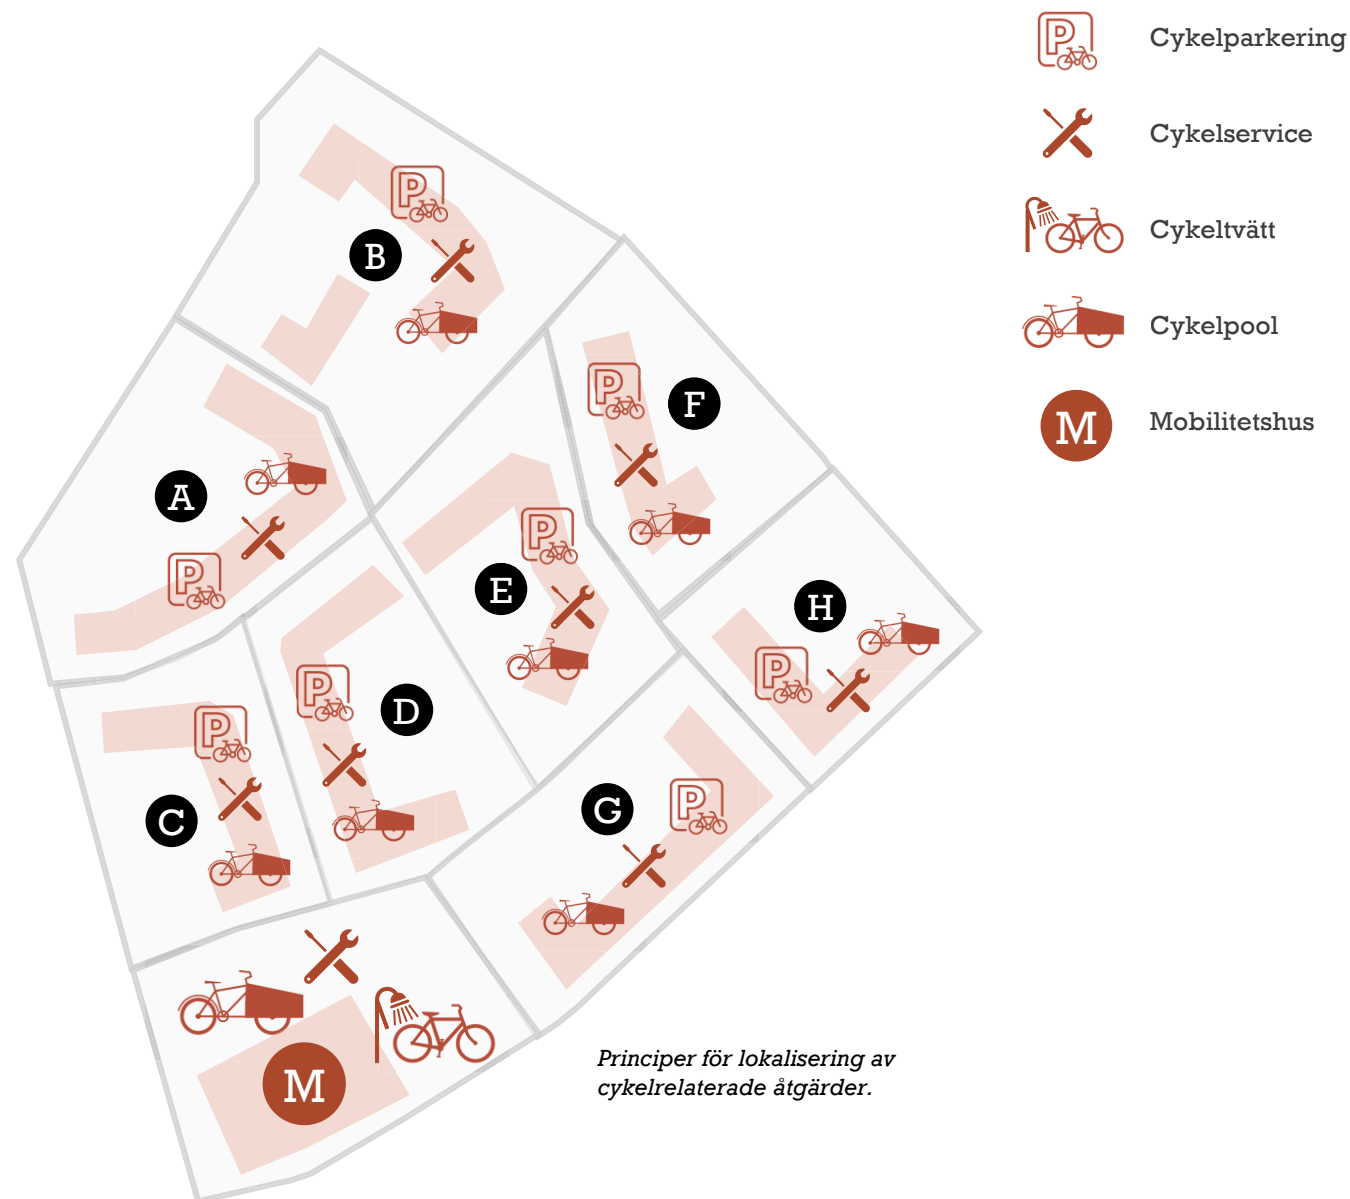 P
Cykelparkering
Cykelservice
Cykeltvätt
Cykelpool
M
Mobilitetshus
P
B
F
P
A
P
P
E
H
P
P
D
P
C
G
P
M
Principer för lokalisering av
cykelrelaterade åtgärder.